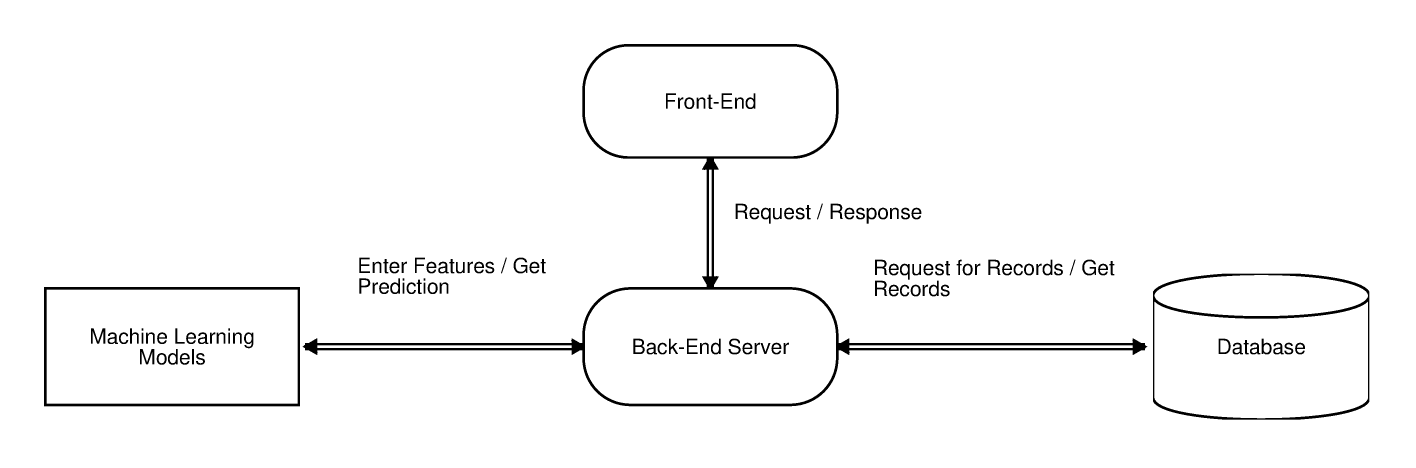 Front-End
Request / Response
Enter Features / Get
Prediction
Request for Records / Get
Records
Machine Learning
Models
Back-End Server
Database